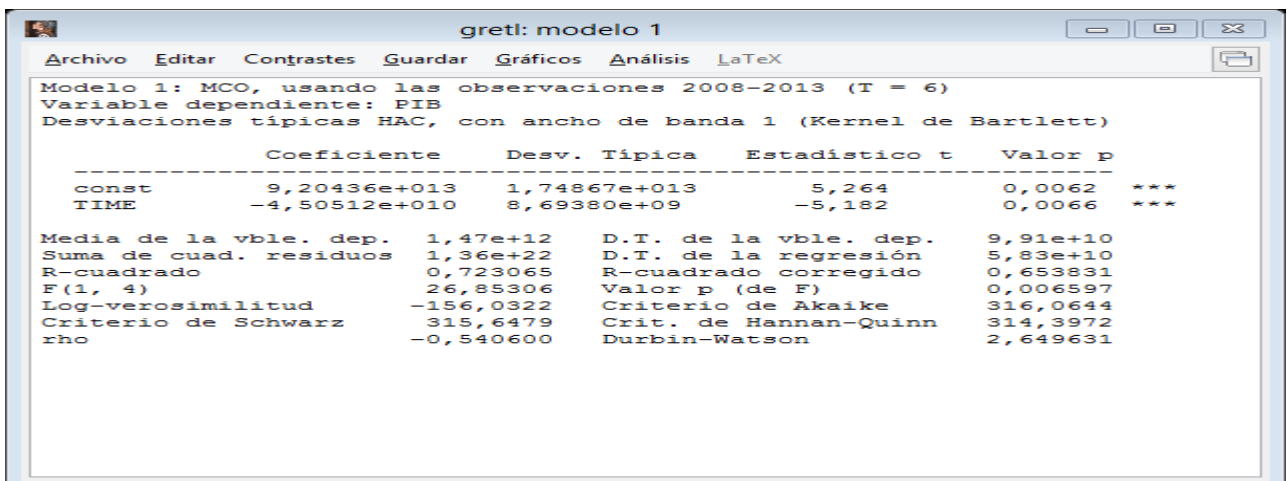 gretl: modelo 1
Archivo Editar Contrastes Guardar Gráficos Análisis LaTeX
Modelo 1: MCO, usando las observaciones 2008-2013 (T = 6)
Variable dependiente: PIB
Desviaciones típicas HAC, con ancho de banda 1 (Kernel de Bartlett)
Coeficiente Desv. Típica Estadístico t Valor p
const 9,20436e+013 1,74867e+013 5,264 0,0062 ***
TIME -4,50512e+010 8,69380e+09 -5,182 0,0066 ***
Media de la vble. dep. 1,47e+12 D.T. de la vble. dep. 9,91e+10
Suma de cuad. residuos 1,36e+22 D.T. de la regresión 5,83e+10
R-cuadrado 0,723065 R-cuadrado corregido 0,653831
F(1, 4) 26,85306 Valor p (de F) 0,006597
Log-verosimilitud -156,0322 Criterio de Akaike 316,0644
Criterio de Schwarz 315,6479 Crit. de Hannan-Quinn 314,3972
rho -0,540600 Durbin-Watson 2,649631